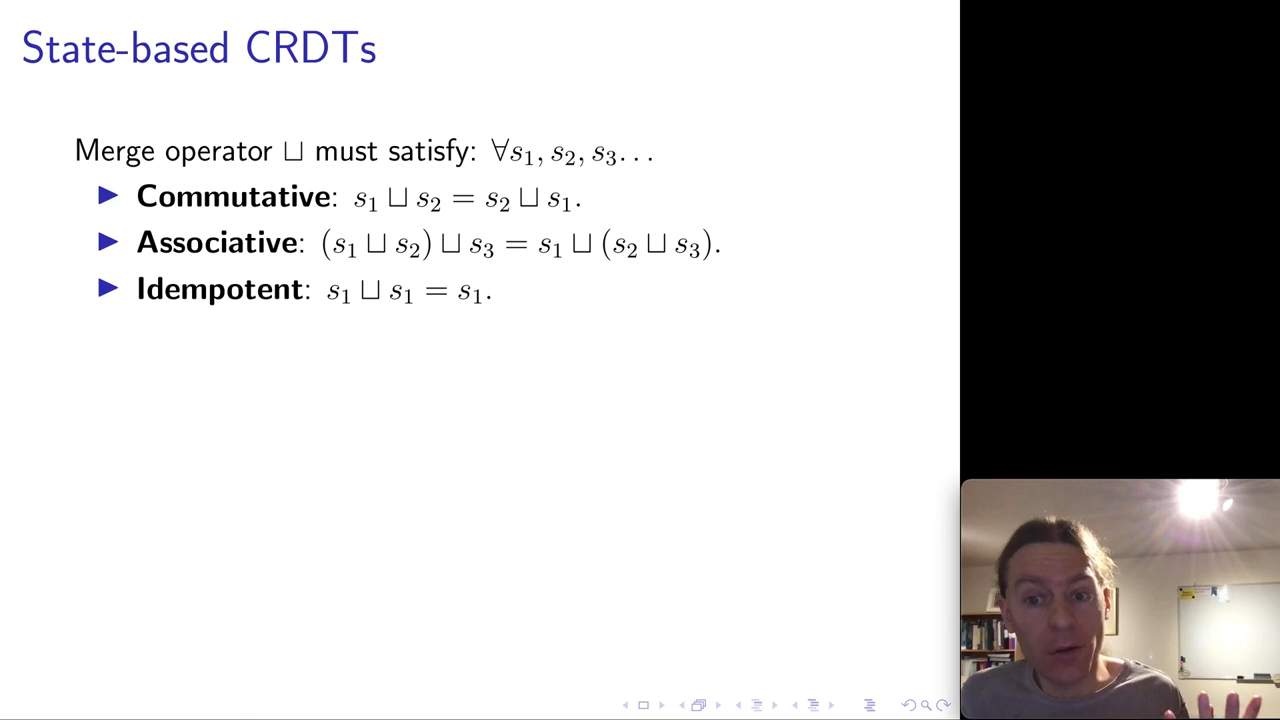 State-based CRDTs
Merge operator ⊔ must satisfy: ∀s₁, s₂, s₃...
▶ Commutative: s₁ ⊔ s₂ = s₂ ⊔ s₁.
▶ Associative: (s₁ ⊔ s₂) ⊔ s₃ = s₁ ⊔ (s₂ ⊔ s₃).
▶ Idempotent: s₁ ⊔ s₁ = s₁.